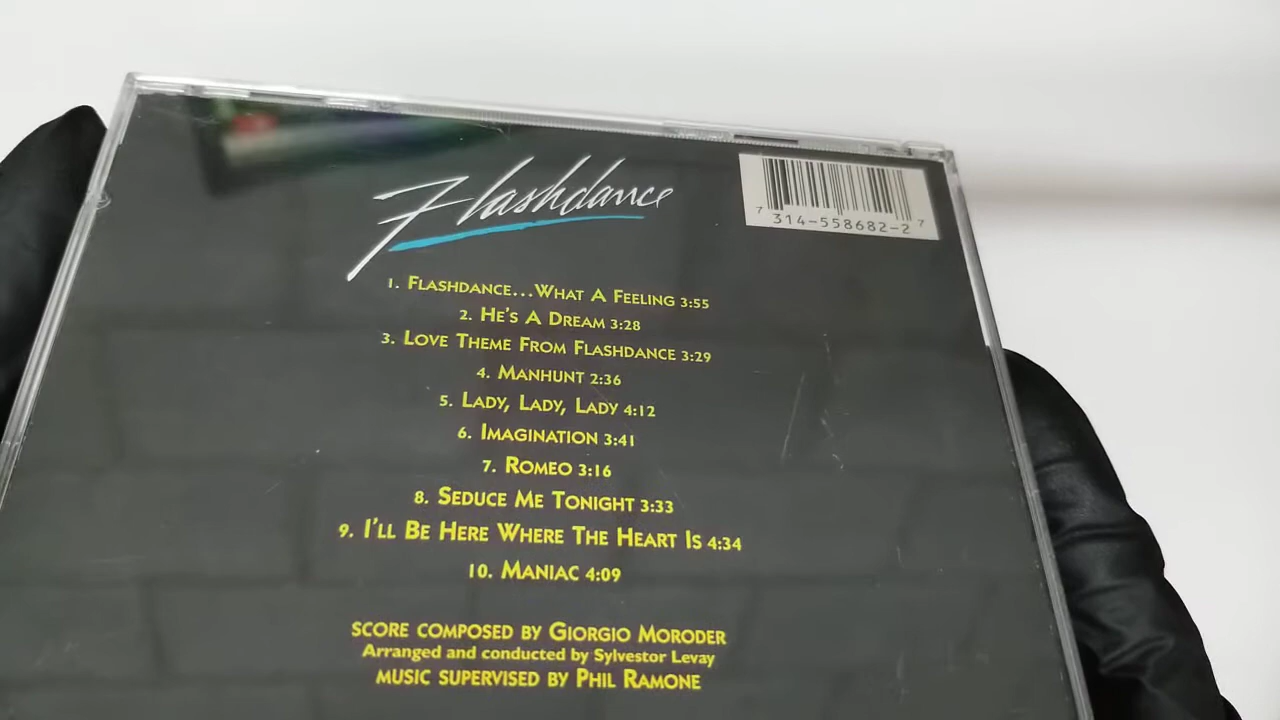 Flashdance
7 314-558682-2 7
1. FLASHDANCE...WHAT A FEELING 3:55
2. HE'S A DREAM 3:28
3. LOVE THEME FROM FLASHDANCE 3:29
4. MANHUNT 2:36
5. LADY, LADY, LADY 4:12
6. IMAGINATION 3:41
7. ROMEO 3:16
8. SEDUCE ME TONIGHT 3:33
9. I'LL BE HERE WHERE THE HEART IS 4:34
10. MANIAC 4:09
SCORE COMPOSED BY GIORGIO MORODER
Arranged and conducted by Sylvestor Levay
MUSIC SUPERVISED BY PHIL RAMONE